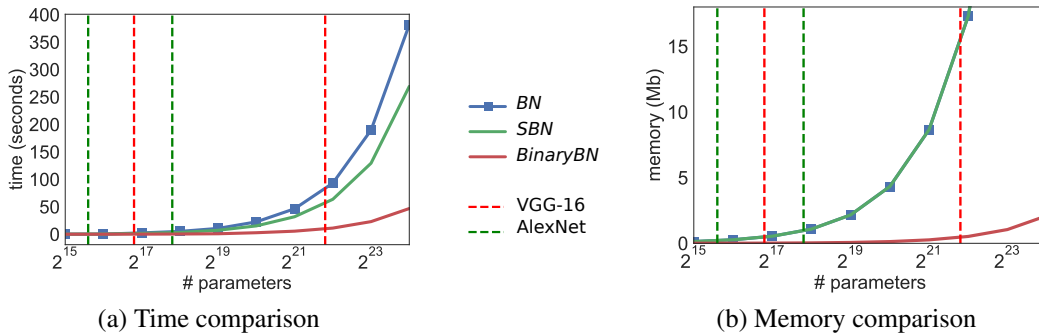 400
350
300
250
200
150
100
50
0
time (seconds)
2^15 2^17 2^19 2^21 2^23
# parameters
(a) Time comparison
BN
SBN
BinaryBN
VGG-16
AlexNet
15
10
5
0
memory (Mb)
2^15 2^17 2^19 2^21 2^23
# parameters
(b) Memory comparison